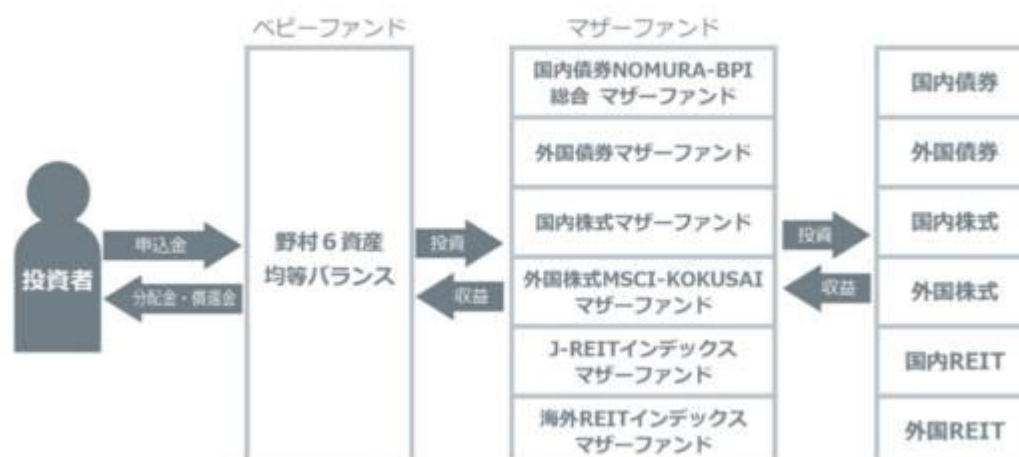 ベビーファンド
マザーファンド
国内債券NOMURA-BPI
総合 マザーファンド
国内債券
外国債券マザーファンド
外国債券
投資者
申込金
分配金・償還金
野村6資産
均等バランス
投資
収益
国内株式マザーファンド
投資
収益
国内株式
外国株式MSCI-KOKUSAI
マザーファンド
外国株式
J-REITインデックス
マザーファンド
国内REIT
海外REITインデックス
マザーファンド
外国REIT